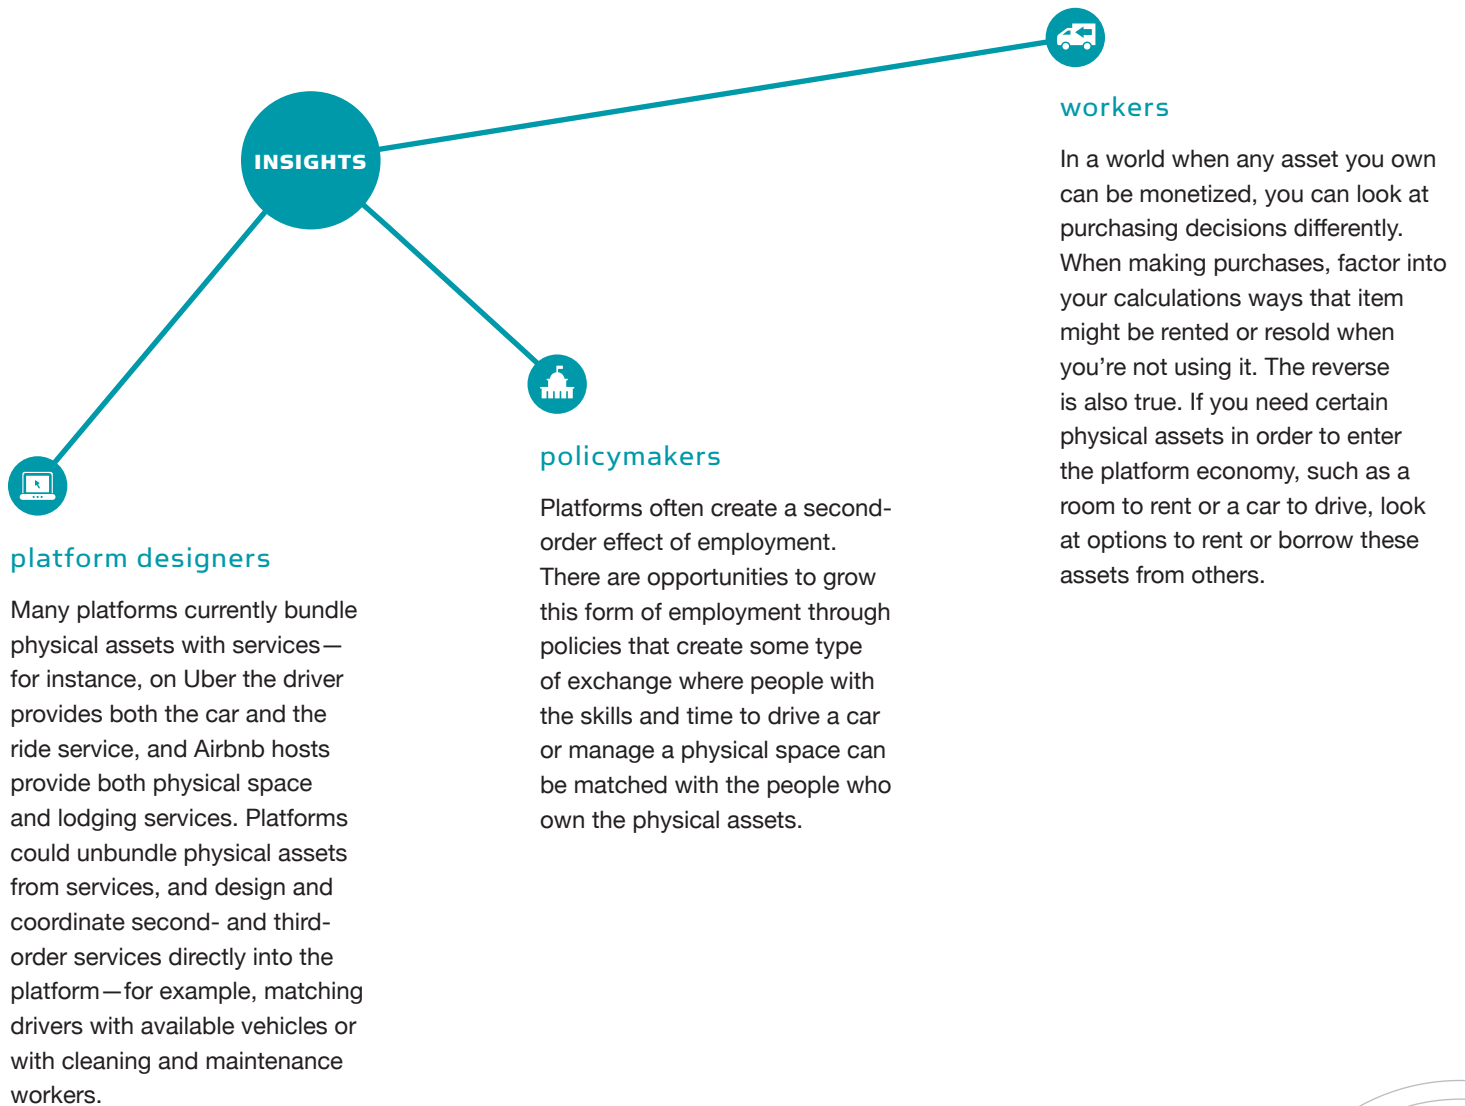 INSIGHTS
workers
In a world when any asset you own
can be monetized, you can look at
purchasing decisions differently.
When making purchases, factor into
your calculations ways that item
might be rented or resold when
you’re not using it. The reverse
is also true. If you need certain
physical assets in order to enter
the platform economy, such as a
room to rent or a car to drive, look
at options to rent or borrow these
assets from others.
policymakers
Platforms often create a second-
order effect of employment.
There are opportunities to grow
this form of employment through
policies that create some type
of exchange where people with
the skills and time to drive a car
or manage a physical space can
be matched with the people who
own the physical assets.
platform designers
Many platforms currently bundle
physical assets with services—
for instance, on Uber the driver
provides both the car and the
ride service, and Airbnb hosts
provide both physical space
and lodging services. Platforms
could unbundle physical assets
from services, and design and
coordinate second- and third-
order services directly into the
platform—for example, matching
drivers with available vehicles or
with cleaning and maintenance
workers.